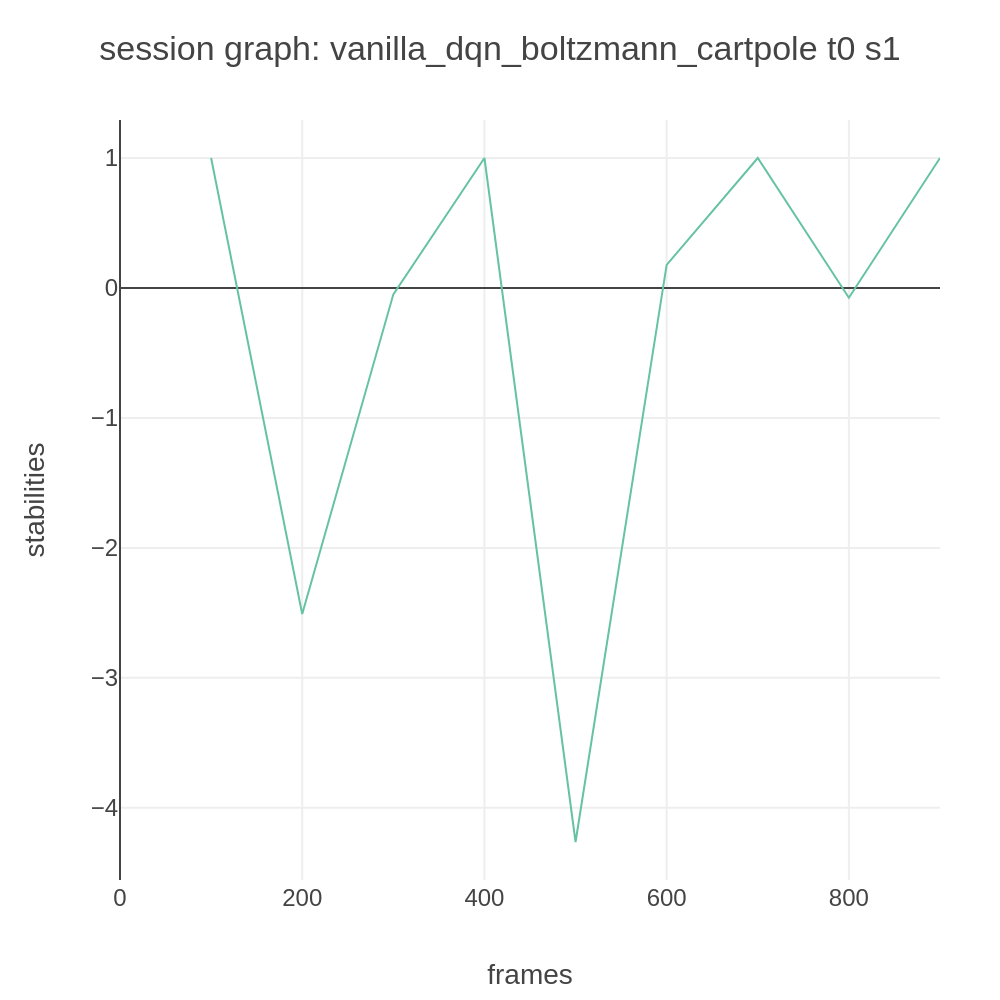 session graph: vanilla_dqn_boltzmann_cartpole t0 s1
1
0
−1
−2
−3
−4
stabilities
0 200 400 600 800
frames